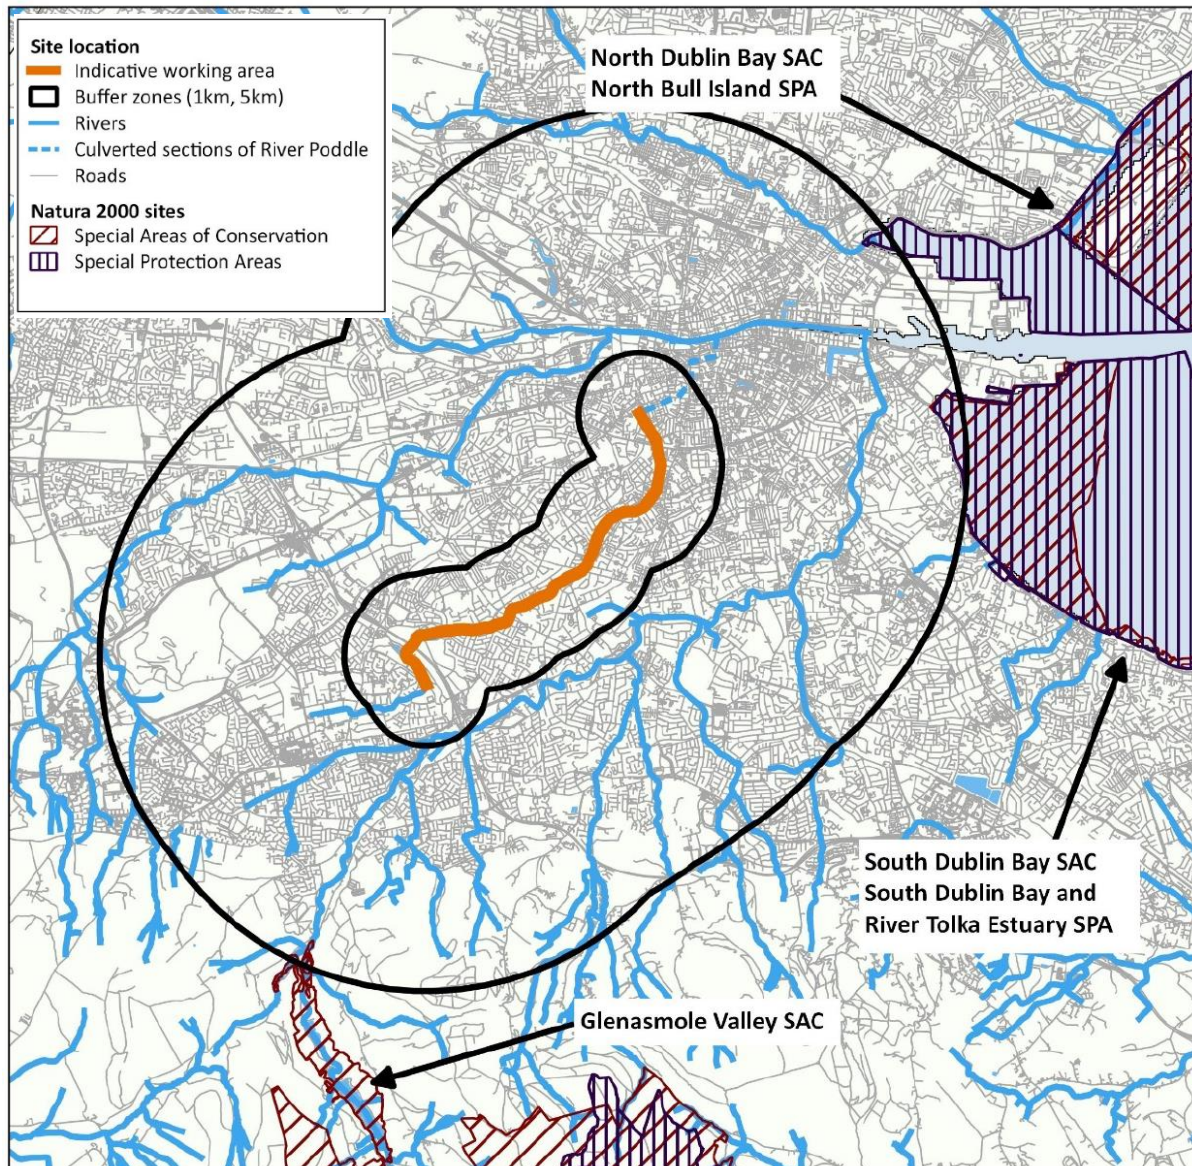 Site location
Indicative working area
Buffer zones (1km, 5km)
Rivers
Culverted sections of River Poddle
Roads
Natura 2000 sites
Special Areas of Conservation
Special Protection Areas
North Dublin Bay SAC
North Bull Island SPA
South Dublin Bay SAC
South Dublin Bay and
River Tolka Estuary SPA
Glenasmole Valley SAC